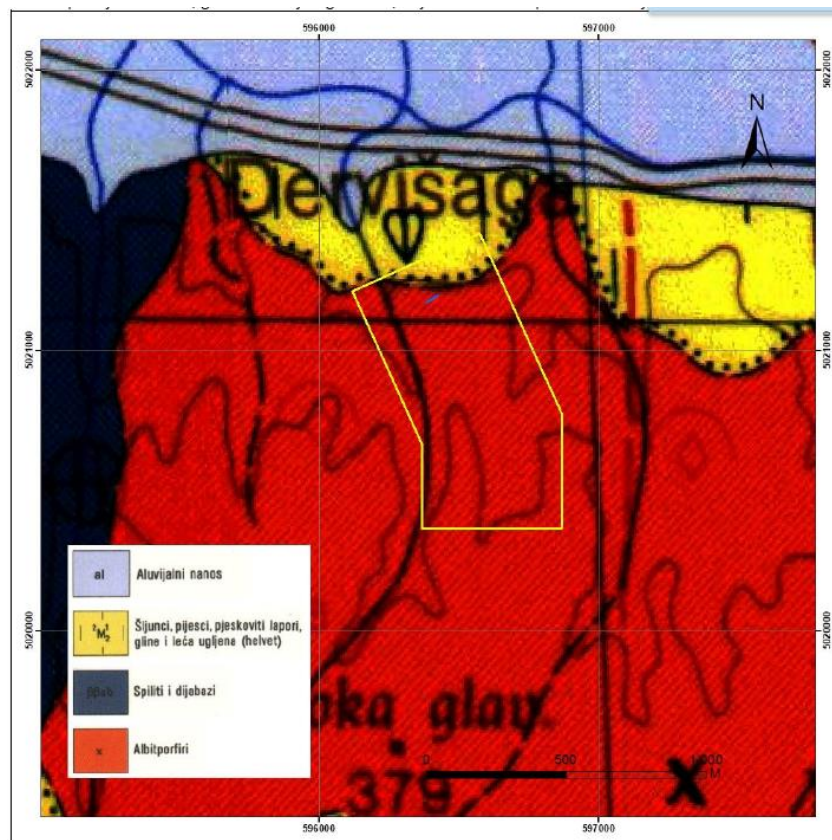 596000
597000
5022000
5022000
N
Dervišaga
5021000
5021000
al
Aluvijalni nanos
Šljunci, pijesci, pjeskoviti lapori,
gline i leća ugljena (helvet)
Spiliti i dijabazi
x
Albitporfiri
5020000
5020000
oka glav.
379
0
500
1000
M
596000
597000